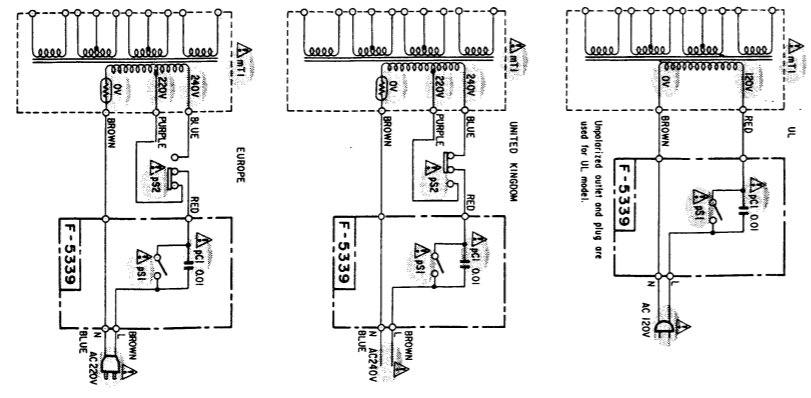 mT1
0V
220V
240V
BROWN
PURPLE
BLUE
EUROPE
pS2
RED
F-5339
pC1 0.01
pS1
N
L
BLUE
BROWN
AC220V
mT1
0V
220V
240V
BROWN
PURPLE
BLUE
UNITED KINGDOM
pS2
RED
F-5339
pC1 0.01
pS1
N
L
BLUE
BROWN
AC240V
mT1
0V
120V
BROWN
RED
UL
Unpolarized outlet and plug are
used for UL model.
F-5339
pC1 0.01
pS1
N
L
AC 120V